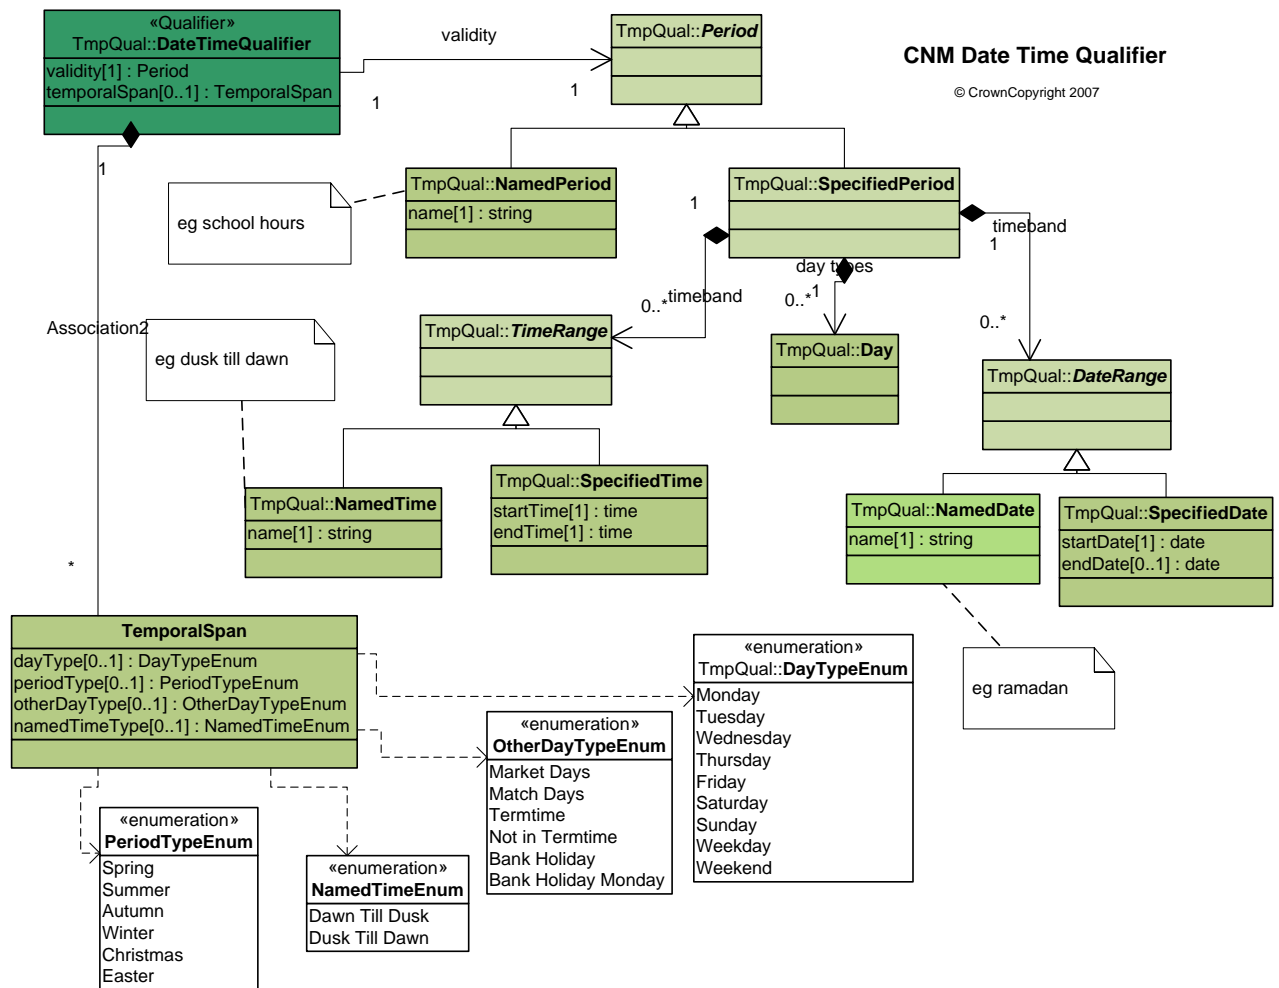 «Qualifier»
TmpQual::DateTimeQualifier
validity[1] : Period
temporalSpan[0..1] : TemporalSpan
validity
1
1
TmpQual::Period
CNM Date Time Qualifier
© CrownCopyright 2007
1
eg school hours
TmpQual::NamedPeriod
name[1] : string
TmpQual::SpecifiedPeriod
1
timeband
1
day types
1
0..*
timeband
0..*
0..*
Association2
eg dusk till dawn
TmpQual::TimeRange
TmpQual::Day
TmpQual::DateRange
TmpQual::NamedTime
name[1] : string
TmpQual::SpecifiedTime
startTime[1] : time
endTime[1] : time
TmpQual::NamedDate
name[1] : string
TmpQual::SpecifiedDate
startDate[1] : date
endDate[0..1] : date
*
eg ramadan
TemporalSpan
dayType[0..1] : DayTypeEnum
periodType[0..1] : PeriodTypeEnum
otherDayType[0..1] : OtherDayTypeEnum
namedTimeType[0..1] : NamedTimeEnum
«enumeration»
TmpQual::DayTypeEnum
Monday
Tuesday
Wednesday
Thursday
Friday
Saturday
Sunday
Weekday
Weekend
«enumeration»
OtherDayTypeEnum
Market Days
Match Days
Termtime
Not in Termtime
Bank Holiday
Bank Holiday Monday
«enumeration»
PeriodTypeEnum
Spring
Summer
Autumn
Winter
Christmas
Easter
«enumeration»
NamedTimeEnum
Dawn Till Dusk
Dusk Till Dawn